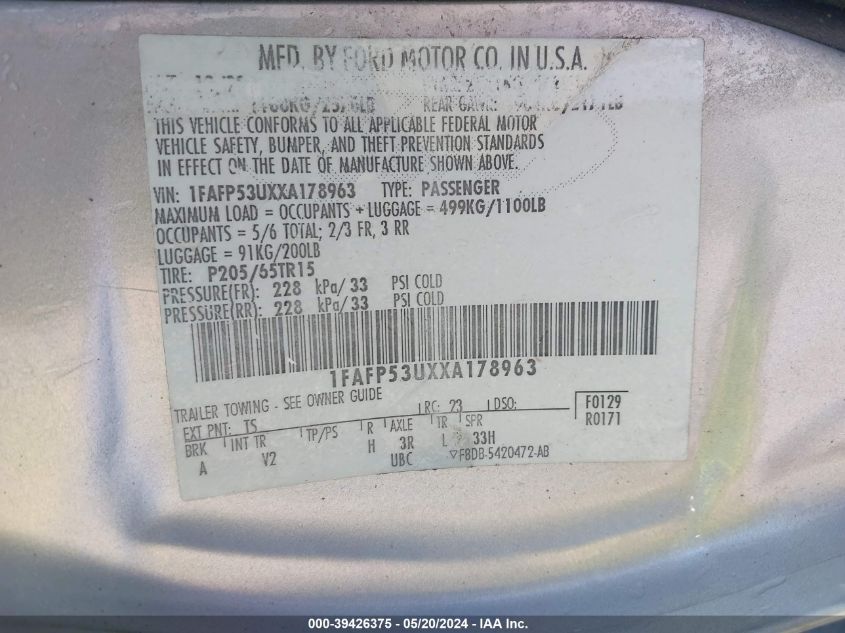 MFD. BY FORD MOTOR CO. IN U.S.A.
REAR GAWR:
THIS VEHICLE CONFORMS TO ALL APPLICABLE FEDERAL MOTOR
VEHICLE SAFETY, BUMPER, AND THEFT PREVENTION STANDARDS
IN EFFECT ON THE DATE OF MANUFACTURE SHOWN ABOVE.
VIN: 1FAFP53UXXA178963 TYPE: PASSENGER
MAXIMUM LOAD = OCCUPANTS + LUGGAGE = 499KG/1100LB
OCCUPANTS = 5/6 TOTAL; 2/3 FR, 3 RR
LUGGAGE = 91KG/200LB
TIRE: P205/65TR15
PRESSURE(FR): 228 kPa/33 PSI COLD
PRESSURE(RR): 228 kPa/33 PSI COLD
1FAFP53UXXA178963
TRAILER TOWING - SEE OWNER GUIDE
EXT PNT: TS RC: 23 DSO: F0129
BRK INT TR TP/PS R AXLE TR SPR R0171
A V2 H 3R L 33H
UBC ▽F8DB-5420472-AB
000-39426375 - 05/20/2024 - IAA, Inc.